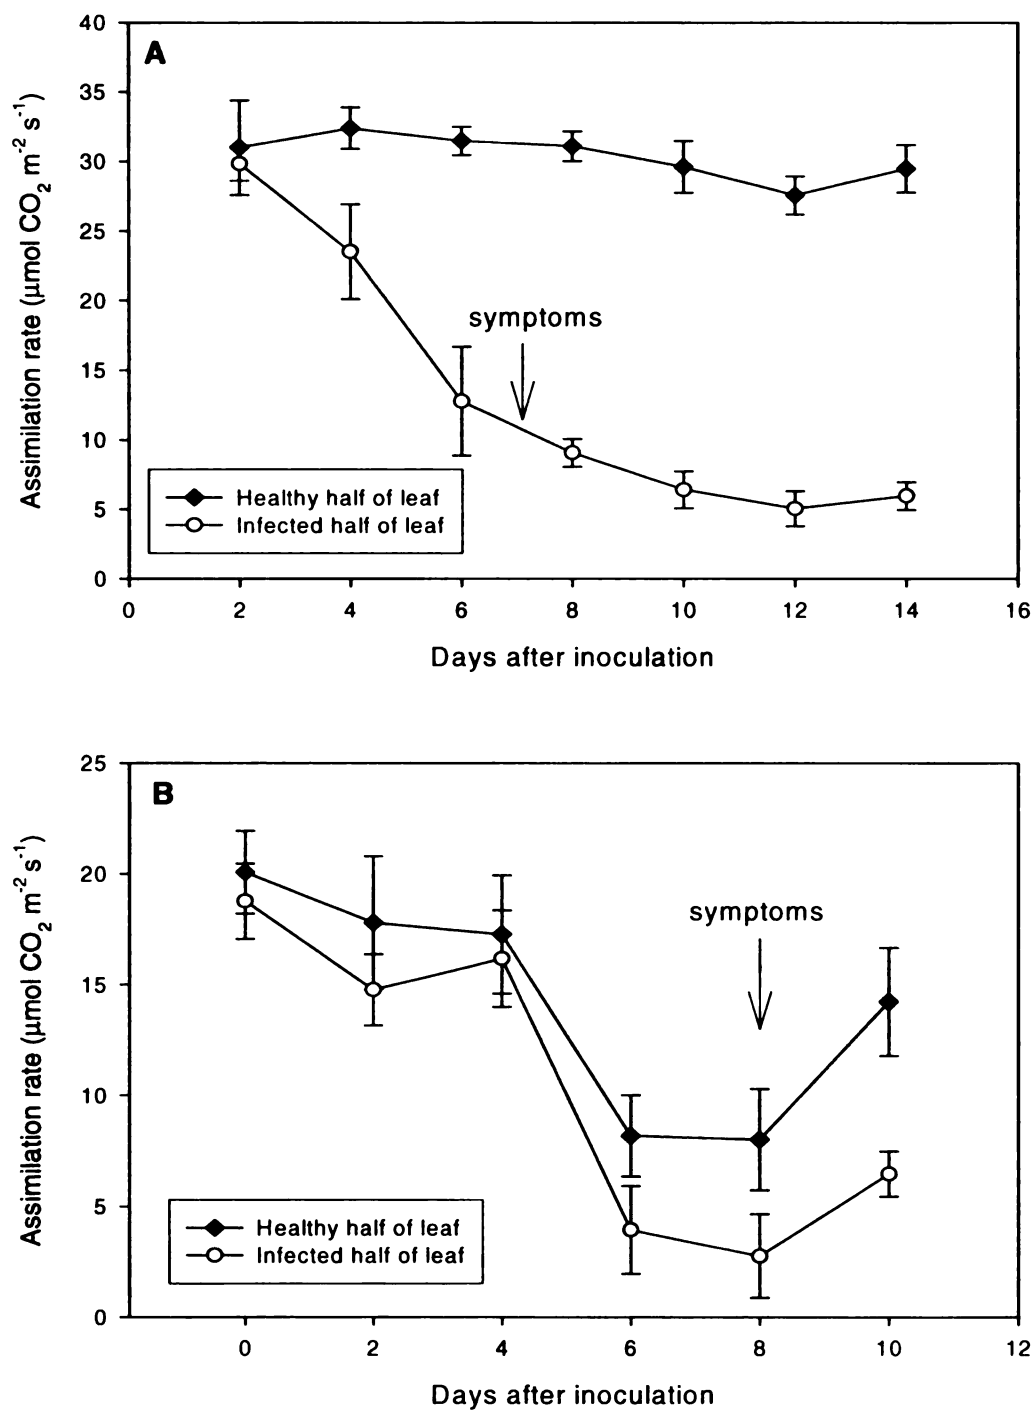 A
40
35
30
25
20
15
10
5
0
Assimilation rate (μmol CO₂ m⁻² s⁻¹)
symptoms
Healthy half of leaf
Infected half of leaf
0 2 4 6 8 10 12 14 16
Days after inoculation
B
25
20
15
10
5
0
Assimilation rate (μmol CO₂ m⁻² s⁻¹)
symptoms
Healthy half of leaf
Infected half of leaf
0 2 4 6 8 10 12
Days after inoculation